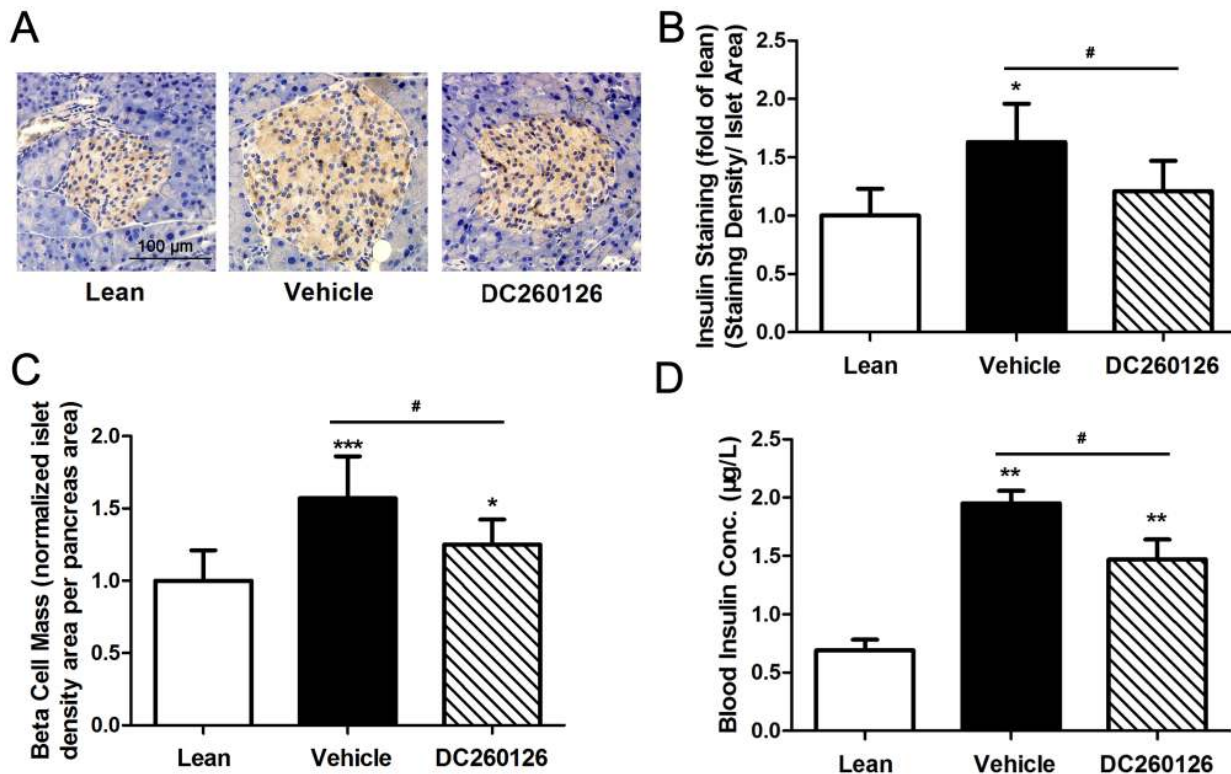 A
100 µm
Lean
Vehicle
DC260126
B
Insulin Staining (fold of lean)
(Staining Density/ Islet Area)
2.5
2.0
1.5
1.0
0.5
0.0
*
#
Lean
Vehicle
DC260126
C
Beta Cell Mass (normalized islet
density area per pancreas area)
2.0
1.5
1.0
0.5
0.0
***
#
*
Lean
Vehicle
DC260126
D
Blood Insulin Conc. (µg/L)
2.5
2.0
1.5
1.0
0.5
0.0
**
#
**
Lean
Vehicle
DC260126